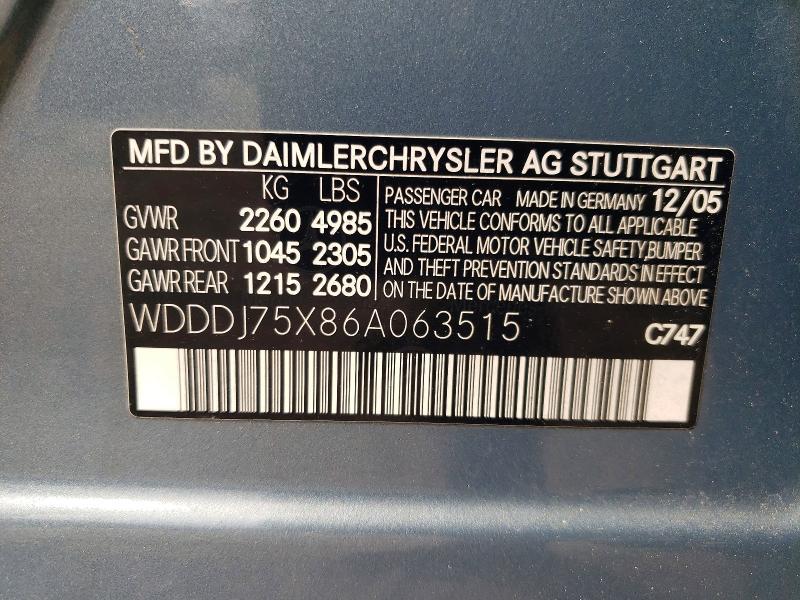 MFD BY DAIMLERCHRYSLER AG STUTTGART
KG LBS
GVWR 2260 4985
GAWR FRONT 1045 2305
GAWR REAR 1215 2680
PASSENGER CAR MADE IN GERMANY 12/05
THIS VEHICLE CONFORMS TO ALL APPLICABLE
U.S. FEDERAL MOTOR VEHICLE SAFETY,BUMPER
AND THEFT PREVENTION STANDARDS IN EFFECT
ON THE DATE OF MANUFACTURE SHOWN ABOVE
WDDDJ75X86A063515
C747